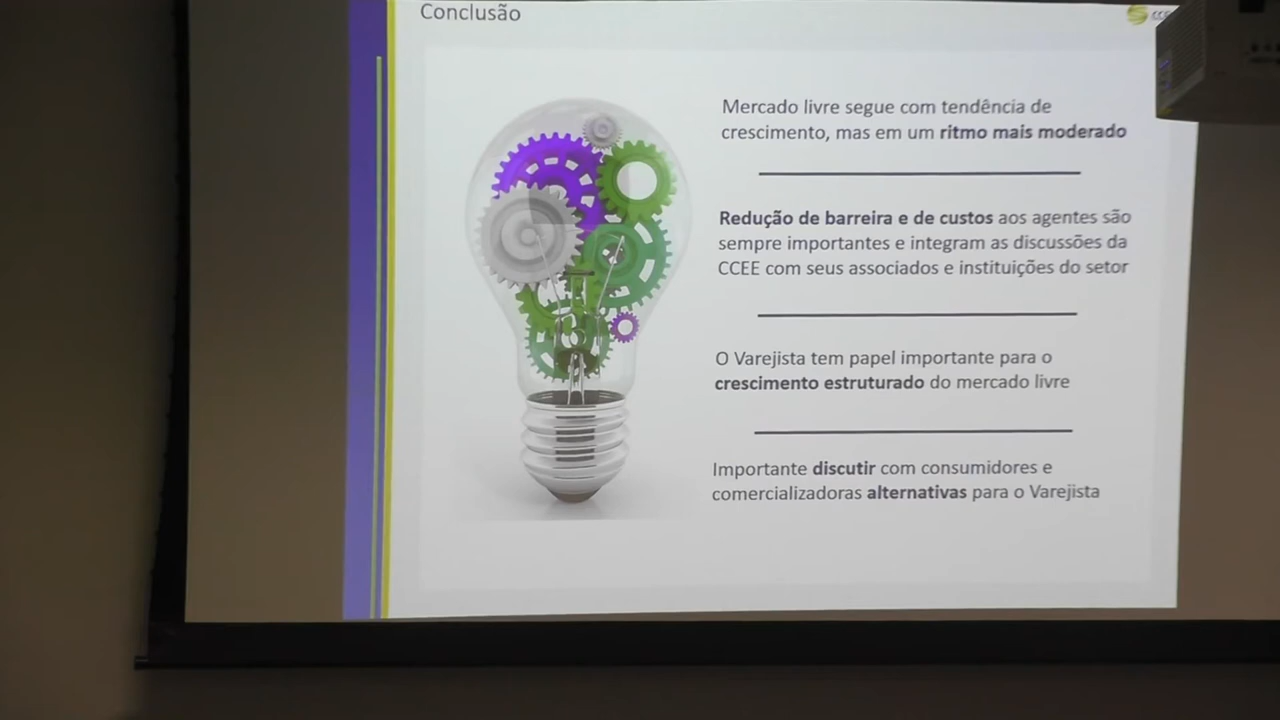 Conclusão
Mercado livre segue com tendência de
crescimento, mas em um ritmo mais moderado
Redução de barreira e de custos aos agentes são
sempre importantes e integram as discussões da
CCEE com seus associados e instituições do setor
O Varejista tem papel importante para o
crescimento estruturado do mercado livre
Importante discutir com consumidores e
comercializadoras alternativas para o Varejista